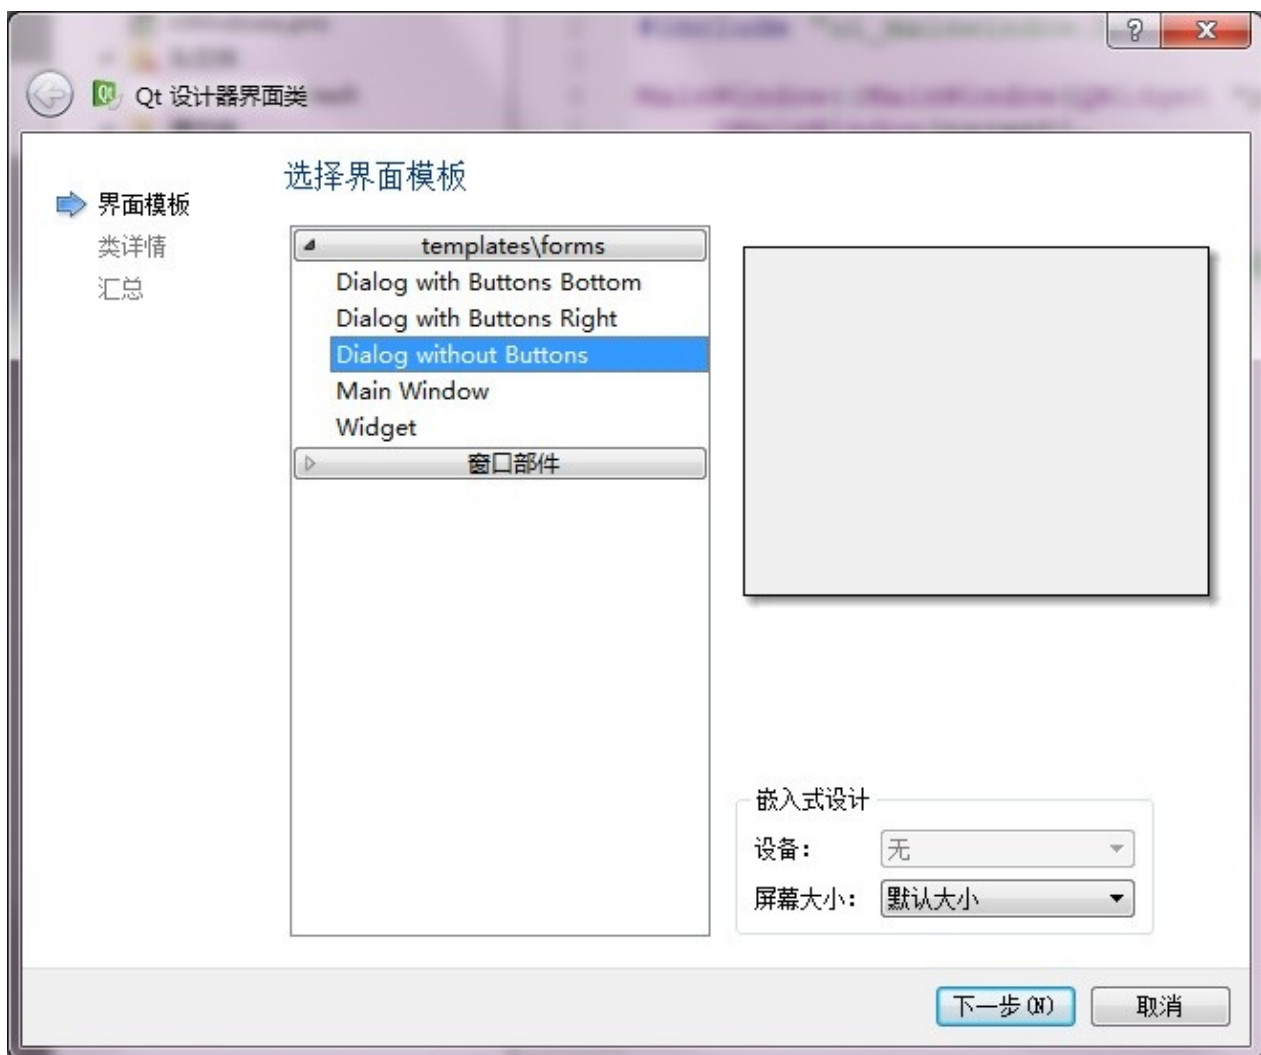 Qt 设计器界面类
选择界面模板
界面模板
类详情
汇总
templates\forms
Dialog with Buttons Bottom
Dialog with Buttons Right
Dialog without Buttons
Main Window
Widget
窗口部件
嵌入式设计
设备: 无
屏幕大小: 默认大小
下一步(N) 取消